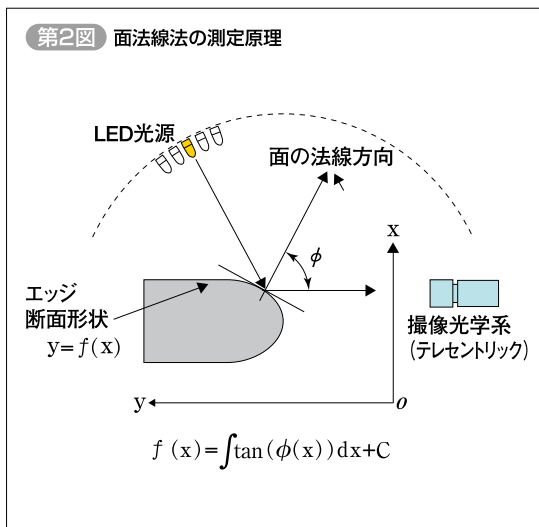 第2図 面法線法の測定原理
LED光源
面の法線方向
x
ϕ
エッジ
断面形状
y=f(x)
撮像光学系
(テレセントリック)
y
o
f(x)=∫tan(ϕ(x))dx+C